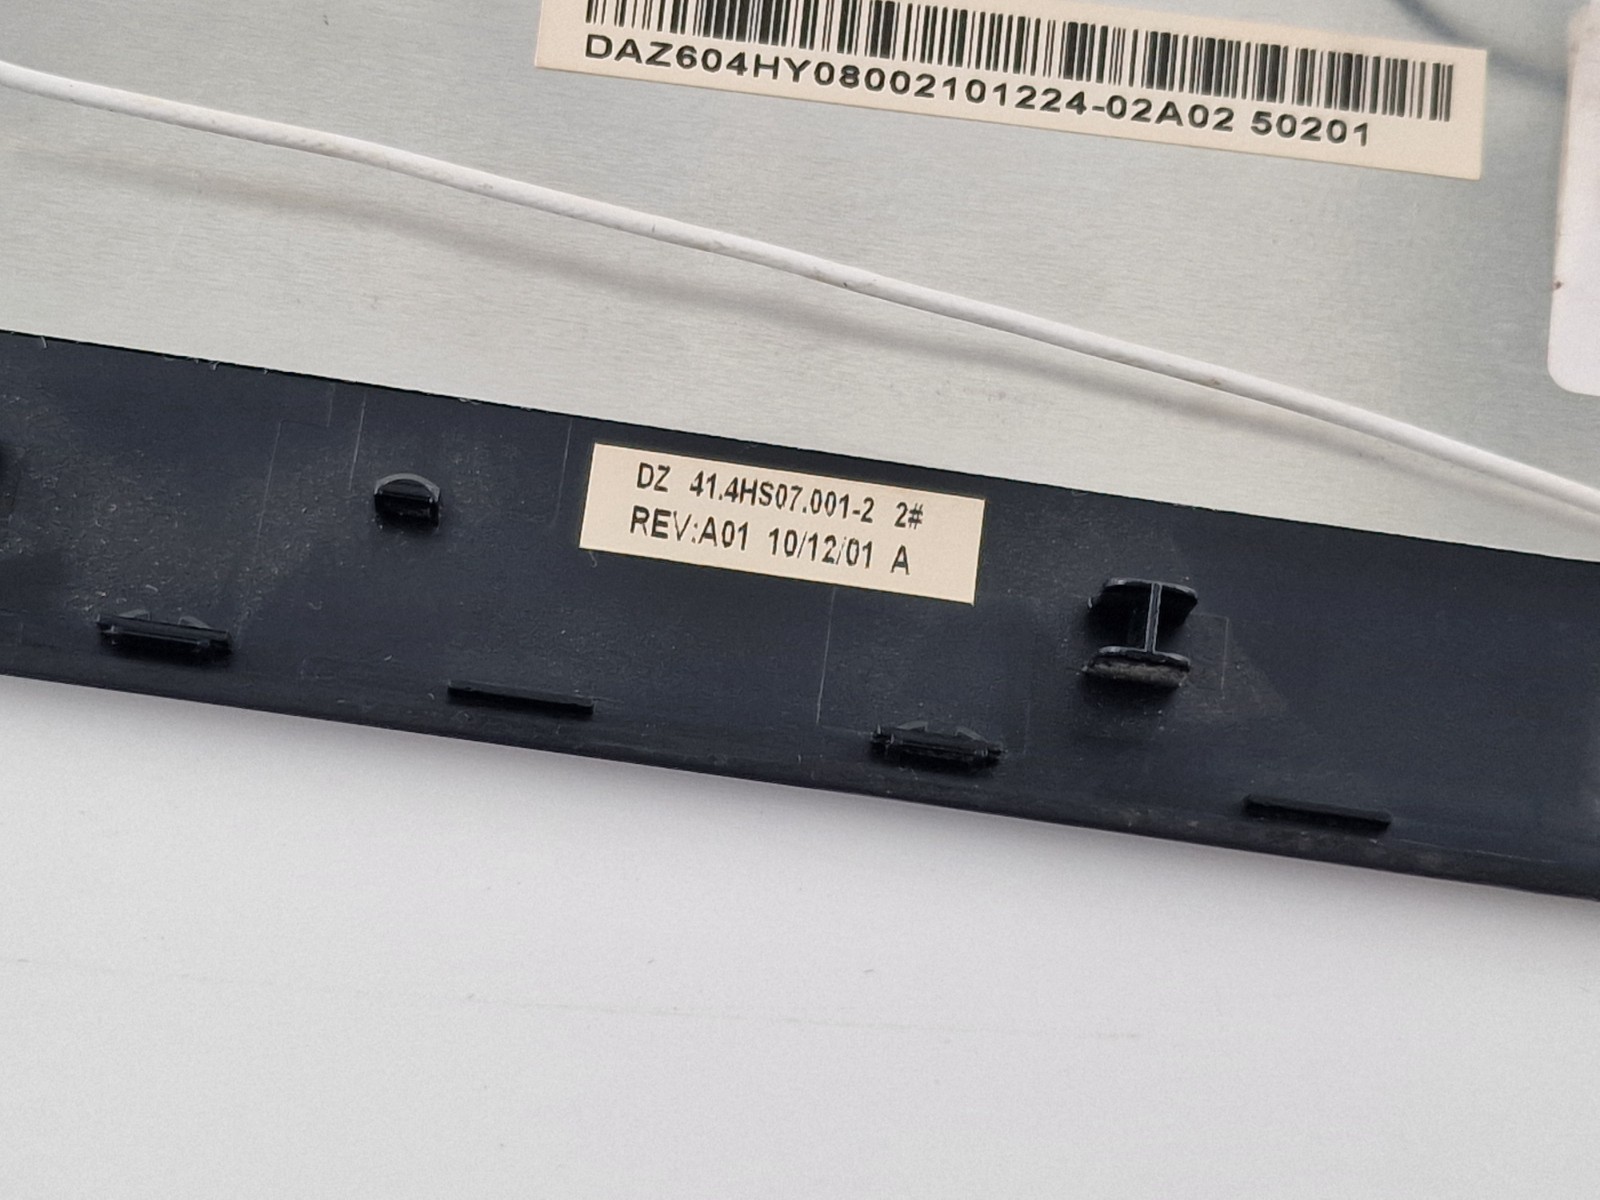 DAZ604HY08002101224-02A02 50201
DZ 41.4HS07.001-2 2#
REV:A01 10/12/01 A